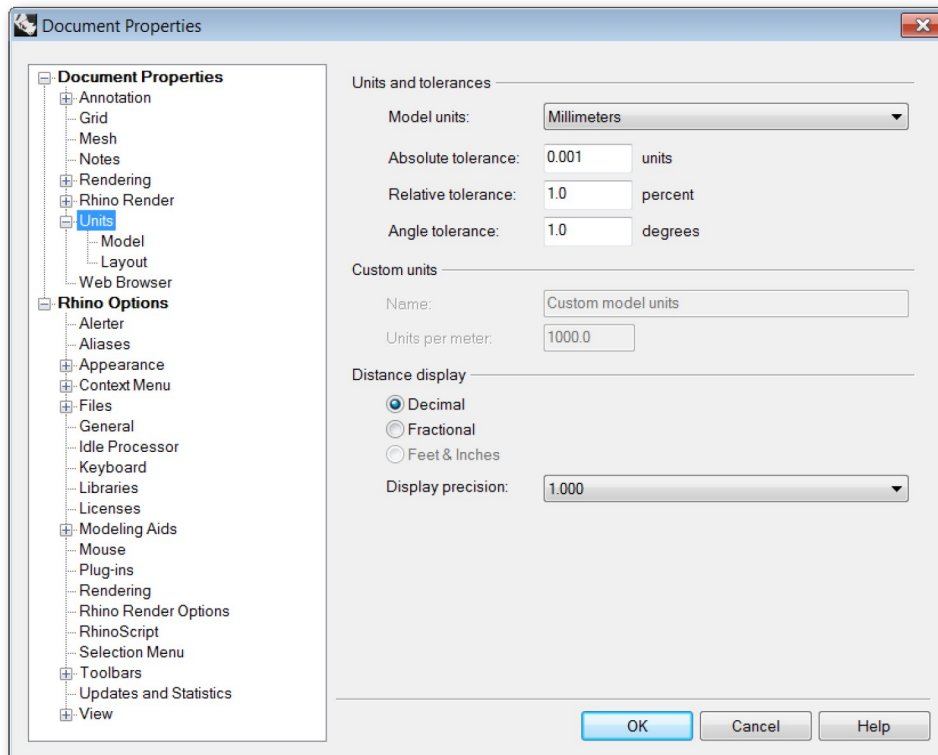 Document Properties
Document Properties
Annotation
Grid
Mesh
Notes
Rendering
Rhino Render
Units
Model
Layout
Web Browser
Rhino Options
Alerter
Aliases
Appearance
Context Menu
Files
General
Idle Processor
Keyboard
Libraries
Licenses
Modeling Aids
Mouse
Plug-ins
Rendering
Rhino Render Options
RhinoScript
Selection Menu
Toolbars
Updates and Statistics
View
Units and tolerances
Model units: Millimeters
Absolute tolerance: 0.001 units
Relative tolerance: 1.0 percent
Angle tolerance: 1.0 degrees
Custom units
Name: Custom model units
Units per meter: 1000.0
Distance display
Decimal
Fractional
Feet & Inches
Display precision: 1.000
OK Cancel Help